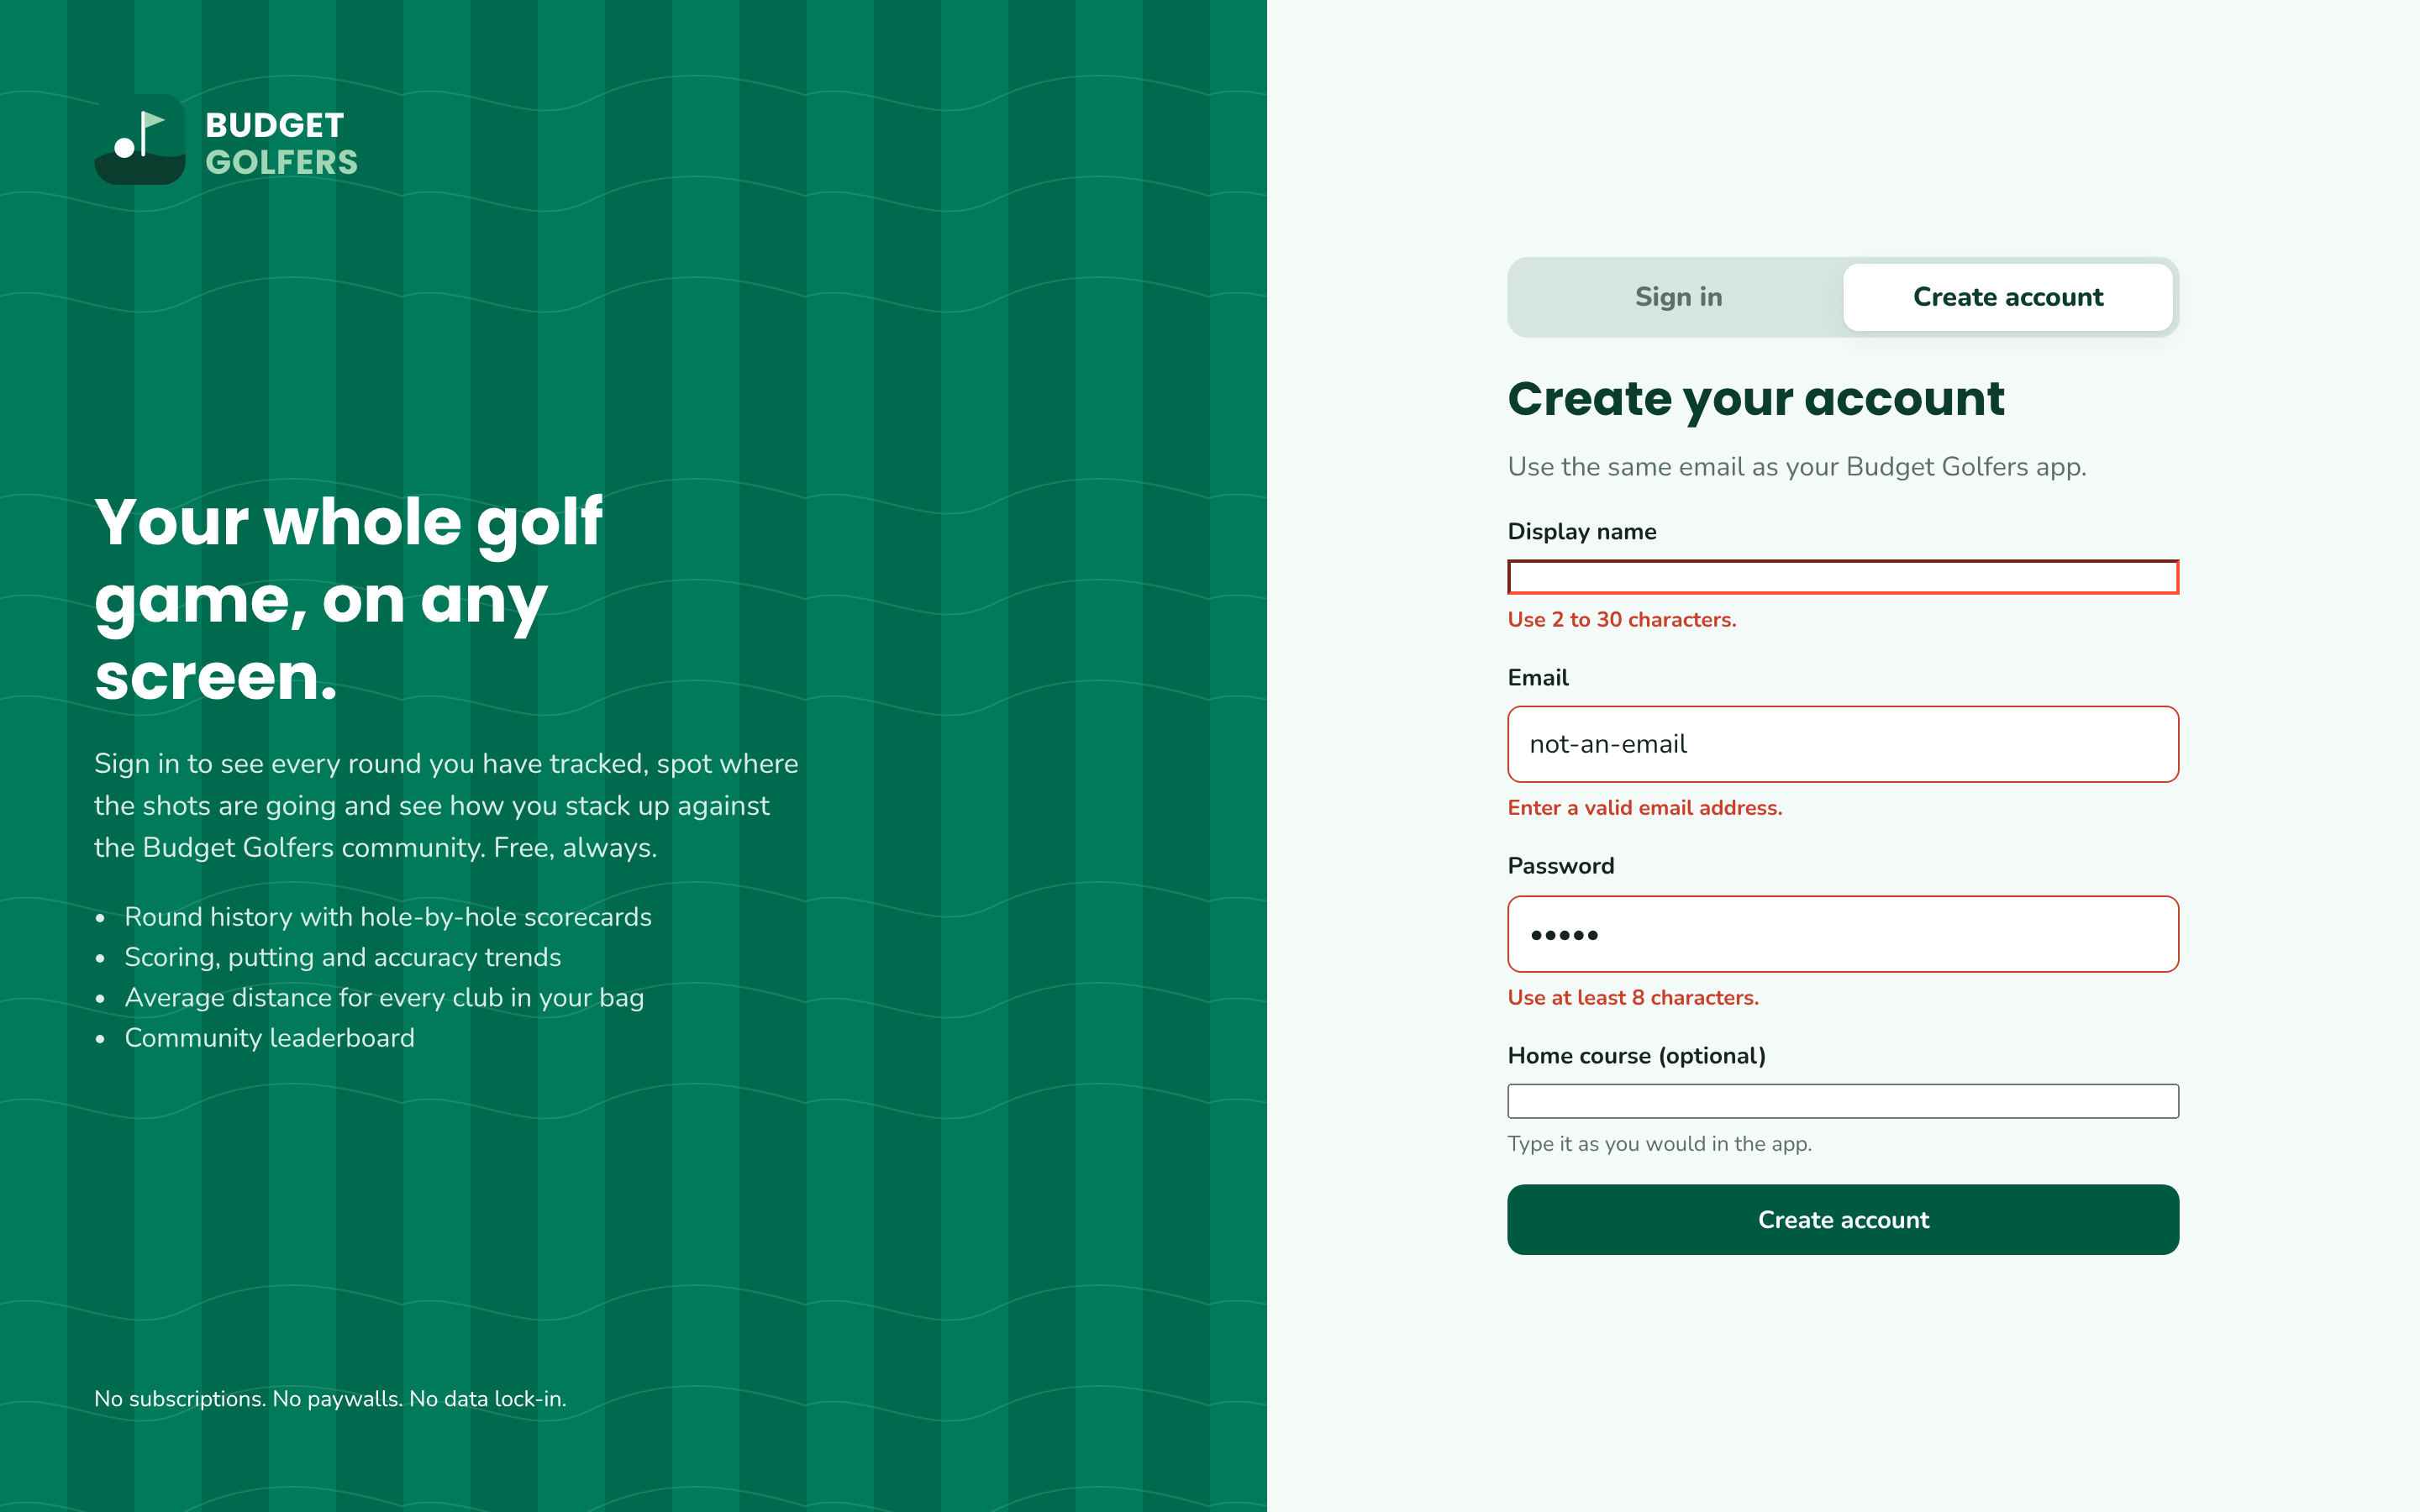 BUDGET
GOLFERS
Your whole golf
game, on any
screen.
Sign in to see every round you have tracked, spot where
the shots are going and see how you stack up against
the Budget Golfers community. Free, always.
• Round history with hole-by-hole scorecards
• Scoring, putting and accuracy trends
• Average distance for every club in your bag
• Community leaderboard
No subscriptions. No paywalls. No data lock-in.
Sign in
Create account
Create your account
Use the same email as your Budget Golfers app.
Display name
Use 2 to 30 characters.
Email
not-an-email
Enter a valid email address.
Password
•••••
Use at least 8 characters.
Home course (optional)
Type it as you would in the app.
Create account